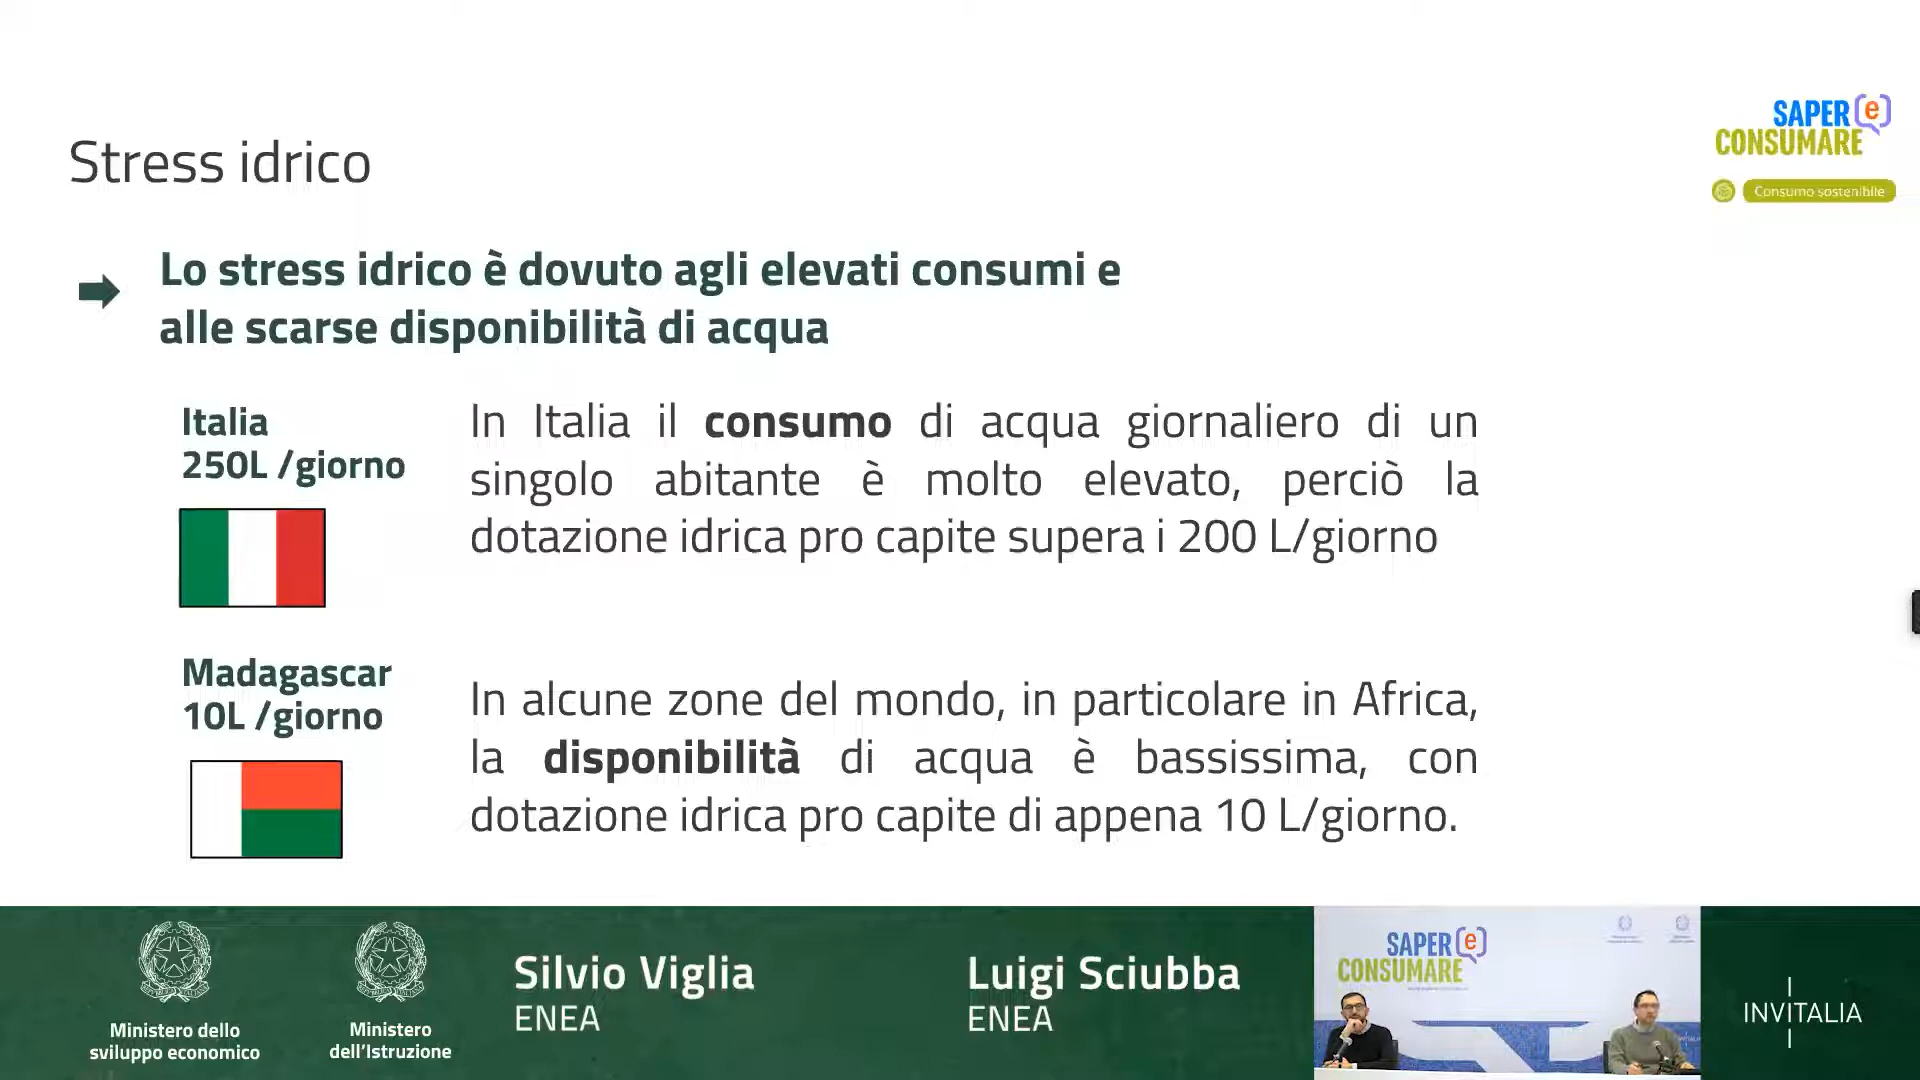 SAPER e
CONSUMARE
Consumo sostenibile
Stress idrico
Lo stress idrico è dovuto agli elevati consumi e
alle scarse disponibilità di acqua
Italia
250L /giorno
In Italia il consumo di acqua giornaliero di un
singolo abitante è molto elevato, perciò la
dotazione idrica pro capite supera i 200 L/giorno
Madagascar
10L /giorno
In alcune zone del mondo, in particolare in Africa,
la disponibilità di acqua è bassissima, con
dotazione idrica pro capite di appena 10 L/giorno.
Ministero dello
sviluppo economico
Ministero
dell'Istruzione
Silvio Viglia
ENEA
Luigi Sciubba
ENEA
SAPER e
CONSUMARE
INVITALIA